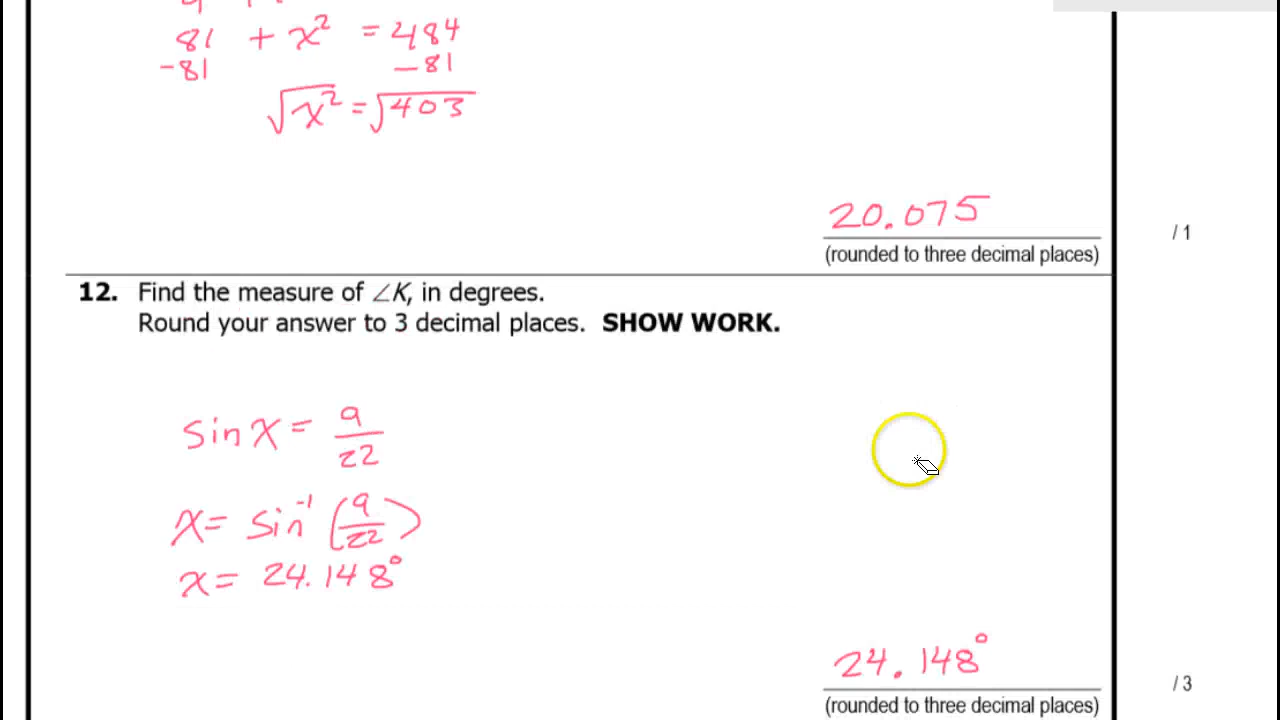 81 + x² = 484
-81 -81
√x² = √403
20.075
(rounded to three decimal places)
/ 1
12. Find the measure of ∠K, in degrees.
Round your answer to 3 decimal places. SHOW WORK.
sin x = 9/22
x = sin⁻¹ (9/22)
x = 24.148°
24.148°
(rounded to three decimal places)
/ 3